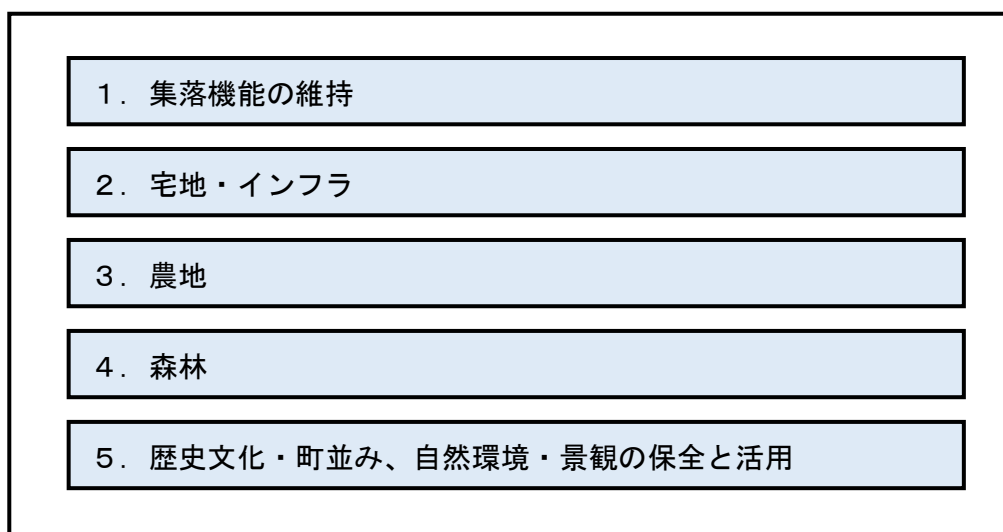 １．集落機能の維持
２．宅地・インフラ
３．農地
４．森林
５．歴史文化・町並み、自然環境・景観の保全と活用